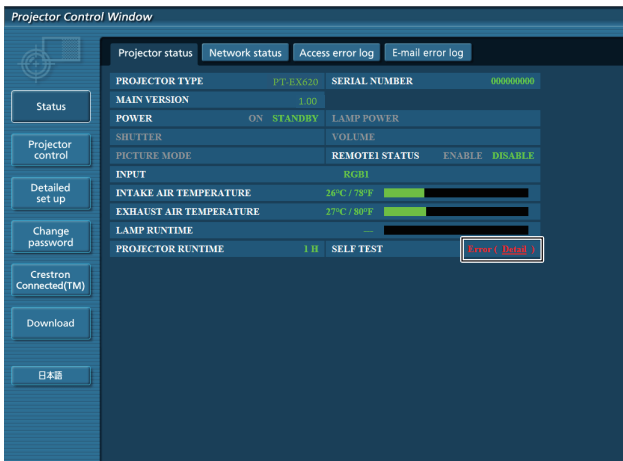 Projector Control Window
Projector status Network status Access error log E-mail error log
PROJECTOR TYPE PT-EX620 SERIAL NUMBER 000000000
MAIN VERSION 1.00
POWER ON STANDBY LAMP POWER
SHUTTER VOLUME
PICTURE MODE REMOTE1 STATUS ENABLE DISABLE
INPUT RGB1
INTAKE AIR TEMPERATURE 26°C / 78°F
EXHAUST AIR TEMPERATURE 27°C / 80°F
LAMP RUNTIME ---
PROJECTOR RUNTIME 1 H SELF TEST Error ( Detail )
Status
Projector
control
Detailed
set up
Change
password
Crestron
Connected(TM)
Download
日本語